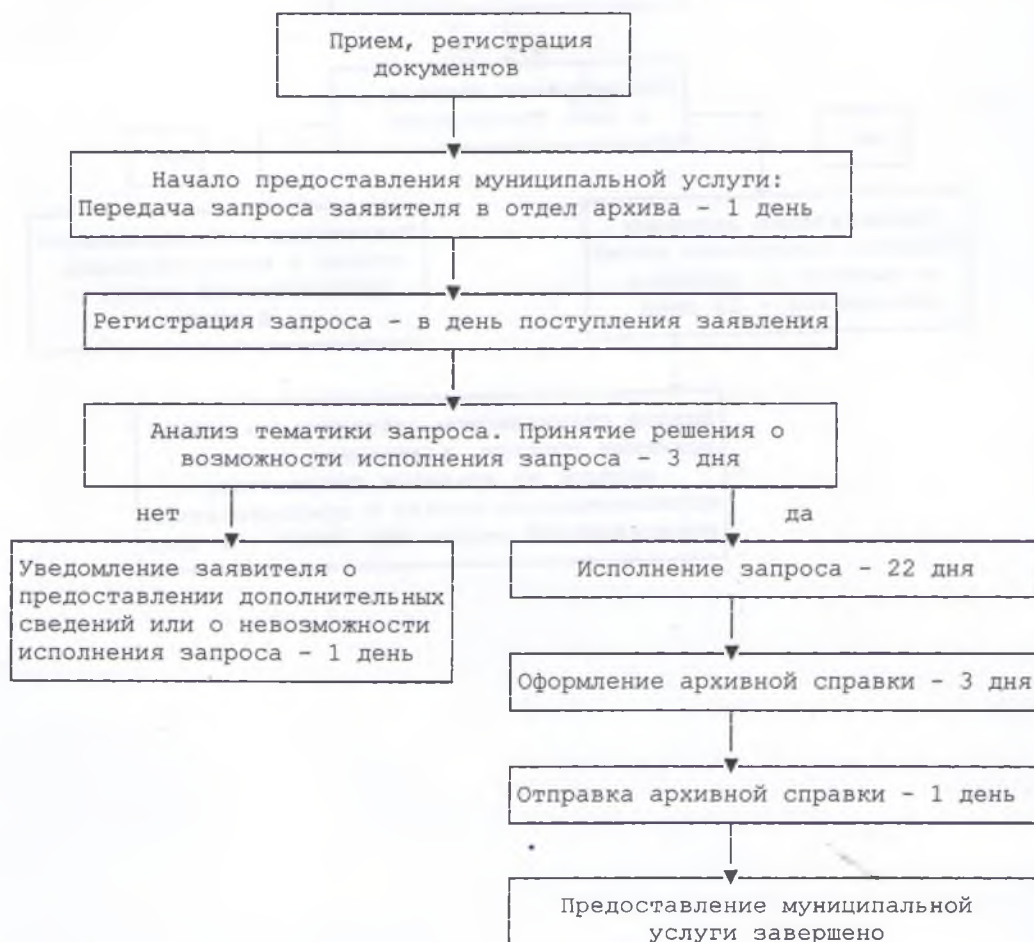 Прием, регистрация
документов
Начало предоставления муниципальной услуги:
Передача запроса заявителя в отдел архива - 1 день
Регистрация запроса - в день поступления заявления
Анализ тематики запроса. Принятие решения о
возможности исполнения запроса - 3 дня
нет
да
Уведомление заявителя о
предоставлении дополнительных
сведений или о невозможности
исполнения запроса - 1 день
Исполнение запроса - 22 дня
Оформление архивной справки - 3 дня
Отправка архивной справки - 1 день
Предоставление муниципальной
услуги завершено